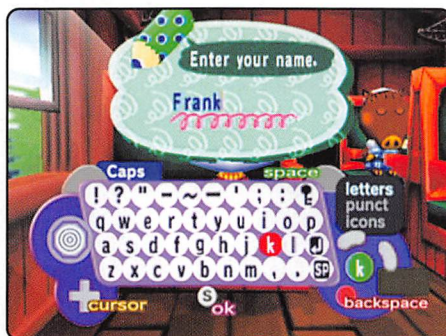 Enter your name.
Frank
Caps
space
! ? " - ~ — ' ; :
q w e r t y u i o p
a s d f g h j k l
z x c v b n m , . SP
letters
punct
icons
k
cursor
S
ok
backspace